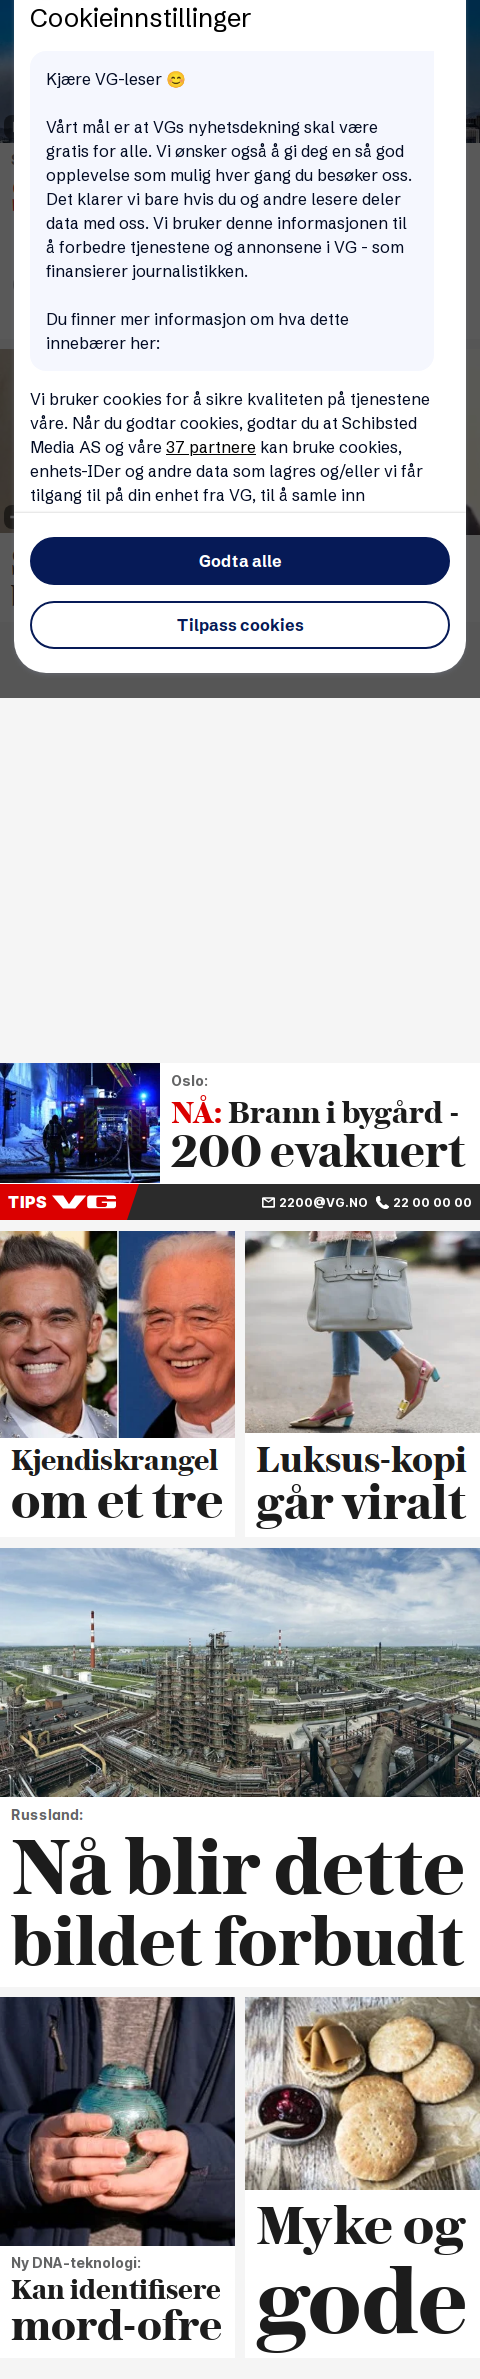 Cookieinnstillinger
Kjære VG-leser 😊
Vårt mål er at VGs nyhetsdekning skal være
gratis for alle. Vi ønsker også å gi deg en så god
opplevelse som mulig hver gang du besøker oss.
Det klarer vi bare hvis du og andre lesere deler
data med oss. Vi bruker denne informasjonen til
å forbedre tjenestene og annonsene i VG - som
finansierer journalistikken.
Du finner mer informasjon om hva dette
innebærer her:
Vi bruker cookies for å sikre kvaliteten på tjenestene
våre. Når du godtar cookies, godtar du at Schibsted
Media AS og våre 37 partnere kan bruke cookies,
enhets-IDer og andre data som lagres og/eller vi får
tilgang til på din enhet fra VG, til å samle inn
Godta alle
Tilpass cookies
Oslo:
NÅ: Brann i bygård -
200 evakuert
TIPS VG 2200@VG.NO 22 00 00 00
Kjendiskrangel
om et tre
Luksus-kopi
går viralt
Russland:
Nå blir dette
bildet forbudt
Ny DNA-teknologi:
Kan identifisere
mord-ofre
Myke og
gode